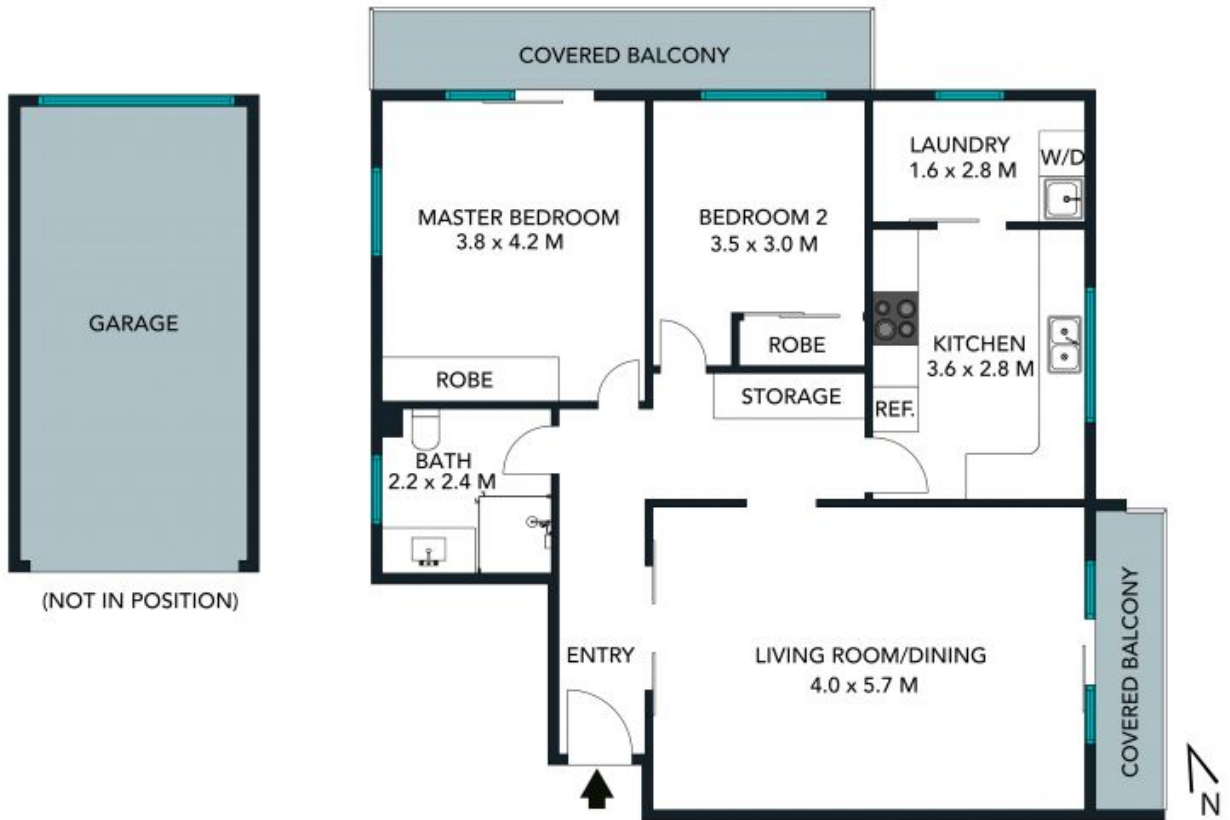 COVERED BALCONY
LAUNDRY
1.6 x 2.8 M
W/D
MASTER BEDROOM
3.8 x 4.2 M
BEDROOM 2
3.5 x 3.0 M
GARAGE
ROBE
KITCHEN
3.6 x 2.8 M
ROBE
STORAGE
REF.
BATH
2.2 x 2.4 M
(NOT IN POSITION)
ENTRY
LIVING ROOM/DINING
4.0 x 5.7 M
COVERED BALCONY
N